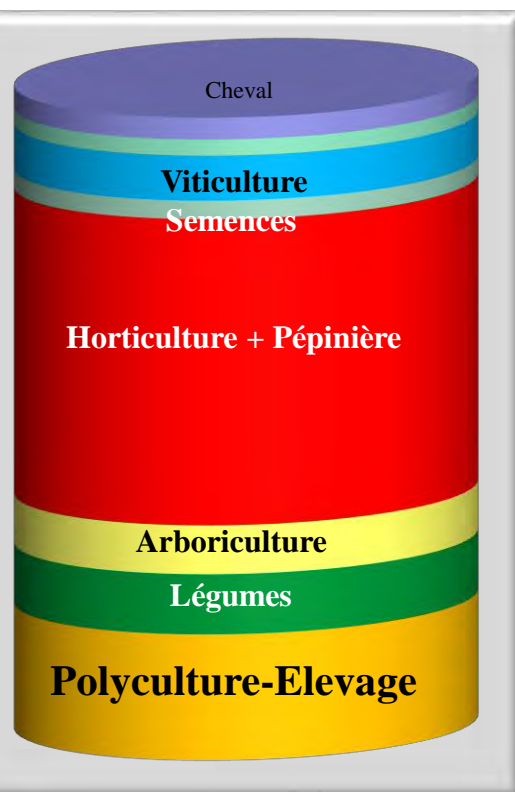 Cheval
Viticulture
Semences
Horticulture + Pépinière
Arboriculture
Légumes
Polyculture-Elevage